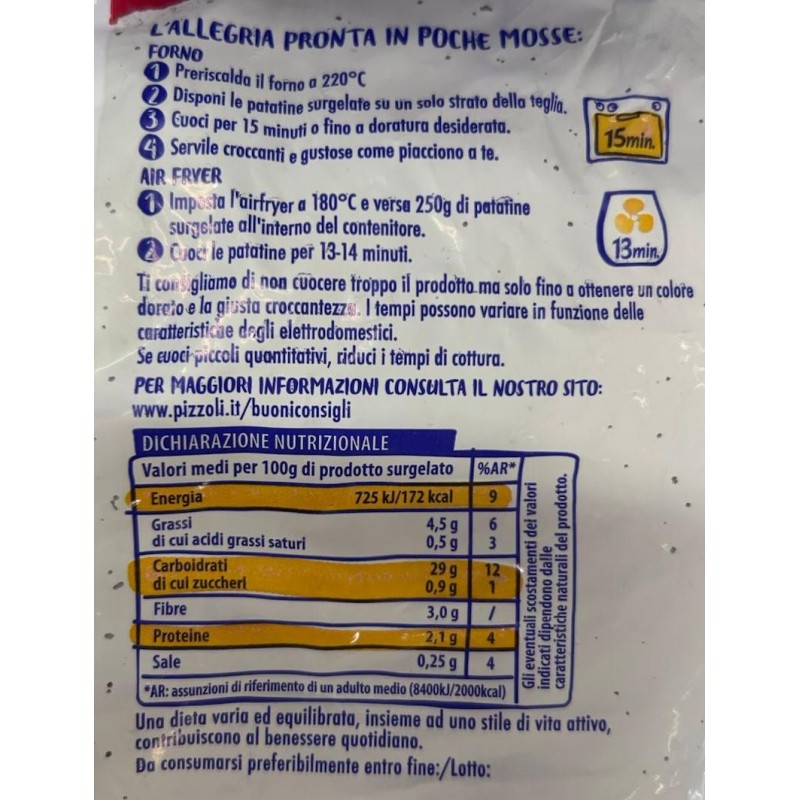 L'ALLEGRIA PRONTA IN POCHE MOSSE:
FORNO
1 Preriscalda il forno a 220°C
2 Disponi le patatine surgelate su un solo strato della teglia.
3 Cuoci per 15 minuti o fino a doratura desiderata.
4 Servile croccanti e gustose come piacciono a te.
15min.
AIR FRYER
1 Imposta l'airfryer a 180°C e versa 250g di patatine
surgelate all'interno del contenitore.
2 Cuoci le patatine per 13-14 minuti.
13min.
Ti consigliamo di non cuocere troppo il prodotto ma solo fino a ottenere un colore
dorato e la giusta croccantezza. I tempi possono variare in funzione delle
caratteristiche degli elettrodomestici.
Se cuoci piccoli quantitativi, riduci i tempi di cottura.
PER MAGGIORI INFORMAZIONI CONSULTA IL NOSTRO SITO:
www.pizzoli.it/buoniconsigli
DICHIARAZIONE NUTRIZIONALE
Valori medi per 100g di prodotto surgelato %AR*
Energia 725 kJ/172 kcal 9
Grassi 4,5 g 6
di cui acidi grassi saturi 0,5 g 3
Carboidrati 29 g 12
di cui zuccheri 0,9 g 1
Fibre 3,0 g /
Proteine 2,1 g 4
Sale 0,25 g 4
*AR: assunzioni di riferimento di un adulto medio (8400kJ/2000kcal)
Gli eventuali scostamenti dei valori
indicati dipendono dalle
caratteristiche naturali del prodotto.
Una dieta varia ed equilibrata, insieme ad uno stile di vita attivo,
contribuiscono al benessere quotidiano.
Da consumarsi preferibilmente entro fine:/Lotto: